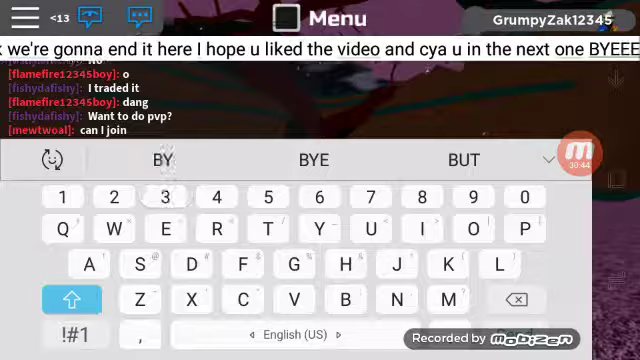 <13 Menu GrumpyZak12345
we're gonna end it here I hope u liked the video and cya u in the next one BYEEE
[fishydafishy]: No
[flamefire12345boy]: o
[fishydafishy]: I traded it
[flamefire12345boy]: dang
[fishydafishy]: Want to do pvp?
[mewtwoal]: can I join
BY BYE BUT
30:44
1 2 3 4 5 6 7 8 9 0
Q W E R T Y U I O P
A S D F G H J K L
Z X C V B N M
!#1 , English (US)
Recorded by mobizen